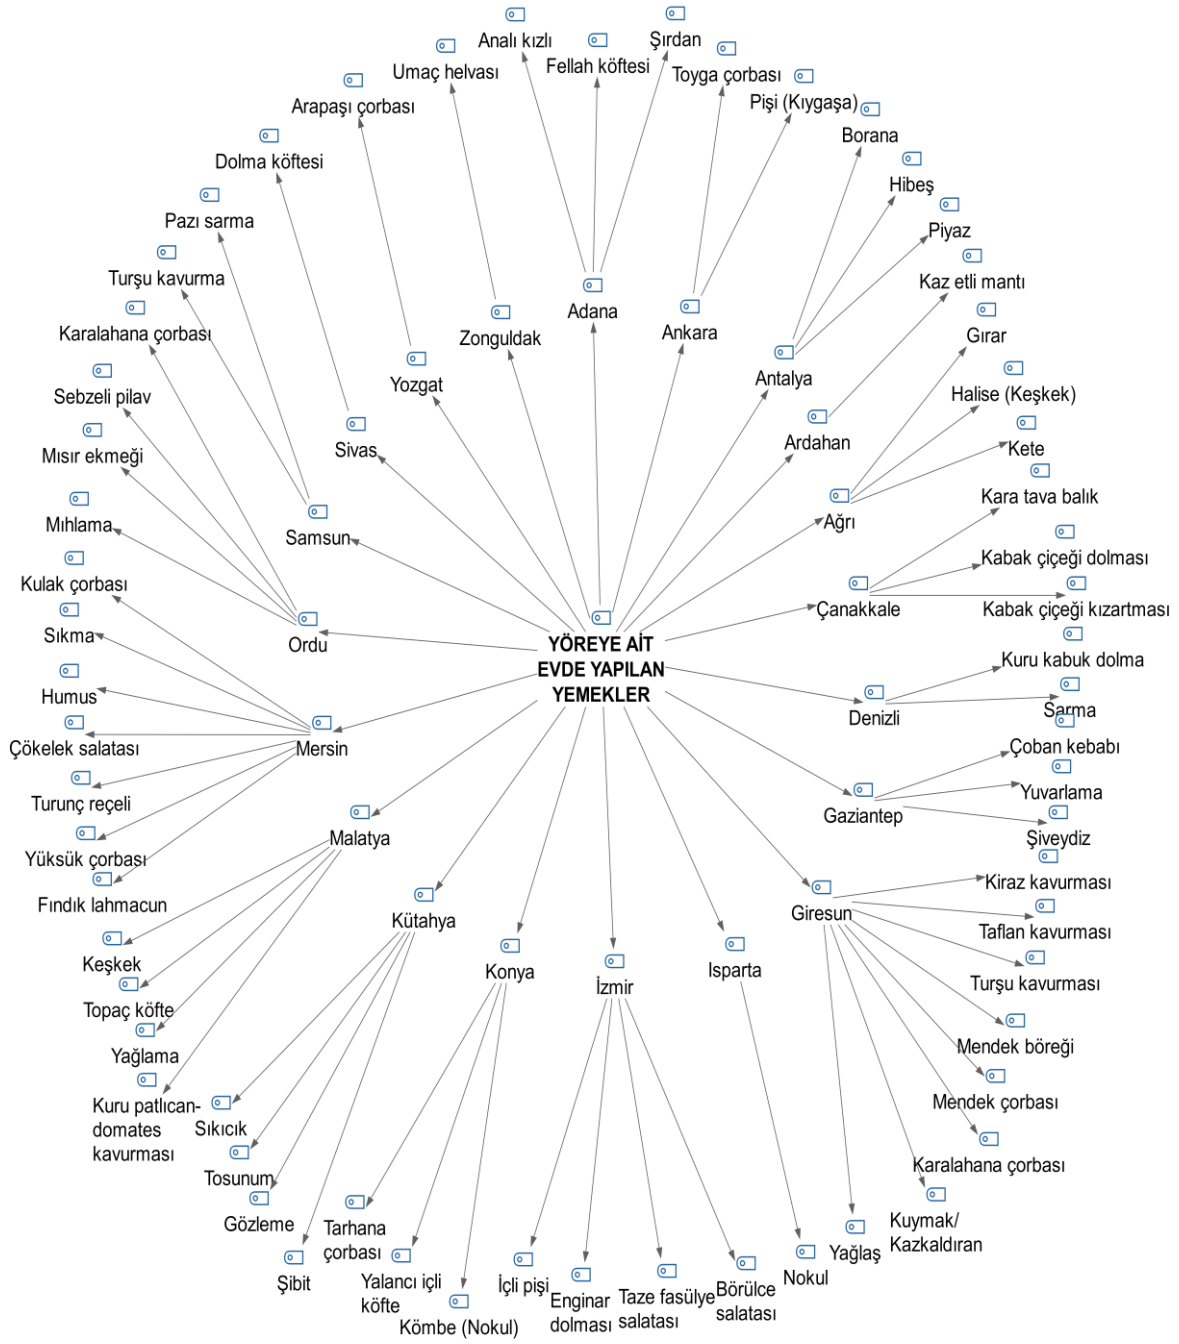 Analı kızlı
Şırdan
Fellah köftesi
Umaç helvası
Toyga çorbası
Arapaşı çorbası
Pişi (Kıygaşa)
Dolma köftesi
Borana
Hibeş
Pazı sarma
Piyaz
Turşu kavurma
Kaz etli mantı
Karalahana çorbası
Adana
Zonguldak
Ankara
Gırar
Yozgat
Antalya
Sebzeli pilav
Halise (Keşkek)
Mısır ekmeği
Sivas
Ardahan
Kete
Kara tava balık
Mıhlama
Samsun
Ağrı
Kabak çiçeği dolması
Kulak çorbası
Çanakkale
Kabak çiçeği kızartması
Sıkma
Ordu
YÖREYE AİT
EVDE YAPILAN
YEMEKLER
Kuru kabuk dolma
Humus
Denizli
Sarma
Çökelek salatası
Mersin
Çoban kebabı
Turunç reçeli
Yuvarlama
Gaziantep
Malatya
Şiveydiz
Yüksük çorbası
Kiraz kavurması
Fındık lahmacun
Kütahya
Giresun
Taflan kavurması
Keşkek
Konya
İzmir
Isparta
Turşu kavurması
Topaç köfte
Yağlama
Mendek böreği
Kuru patlıcan-
domates
kavurması
Mendek çorbası
Sıkıcık
Karalahana çorbası
Tosunum
Gözleme
Kuymak/
Kazkaldıran
Tarhana
çorbası
Yağlaş
Şibit
Yalancı içli
köfte
İçli pişi
Nokul
Börülce
salatası
Enginar
dolması
Taze fasülye
salatası
Kömbe (Nokul)